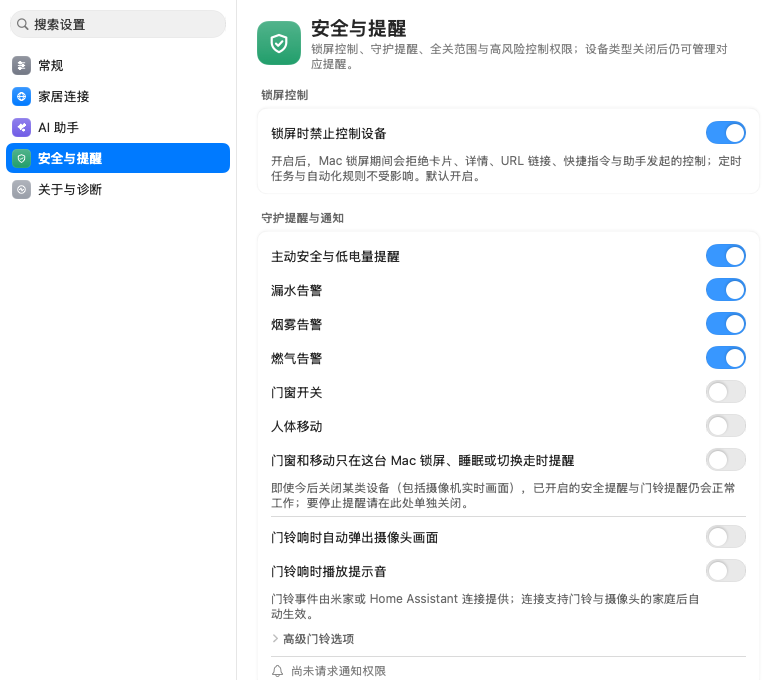 搜索设置
常规
家居连接
AI 助手
安全与提醒
关于与诊断
安全与提醒
锁屏控制、守护提醒、全关范围与高风险控制权限；设备类型关闭后仍可管理对
应提醒。
锁屏控制
锁屏时禁止控制设备
开启后，Mac 锁屏期间会拒绝卡片、详情、URL 链接、快捷指令与助手发起的控制；定时
任务与自动化规则不受影响。默认开启。
守护提醒与通知
主动安全与低电量提醒
漏水告警
烟雾告警
燃气告警
门窗开关
人体移动
门窗和移动只在这台 Mac 锁屏、睡眠或切换走时提醒
即使今后关闭某类设备（包括摄像机实时画面），已开启的安全提醒与门铃提醒仍会正常
工作；要停止提醒请在此处单独关闭。
门铃响时自动弹出摄像头画面
门铃响时播放提示音
门铃事件由米家或 Home Assistant 连接提供；连接支持门铃与摄像头的家庭后自
动生效。
高级门铃选项
尚未请求通知权限